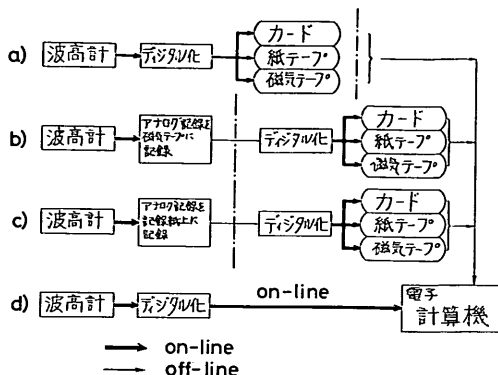 a) 波高計 ディジタル化 カード
紙テープ
磁気テープ
b) 波高計 アナログ記録を
磁気テープに
記録 ディジタル化 カード
紙テープ
磁気テープ
c) 波高計 アナログ記録を
記録紙上に
記録 ディジタル化 カード
紙テープ
磁気テープ
d) 波高計 ディジタル化 on-line 電子
計算機
on-line
off-line